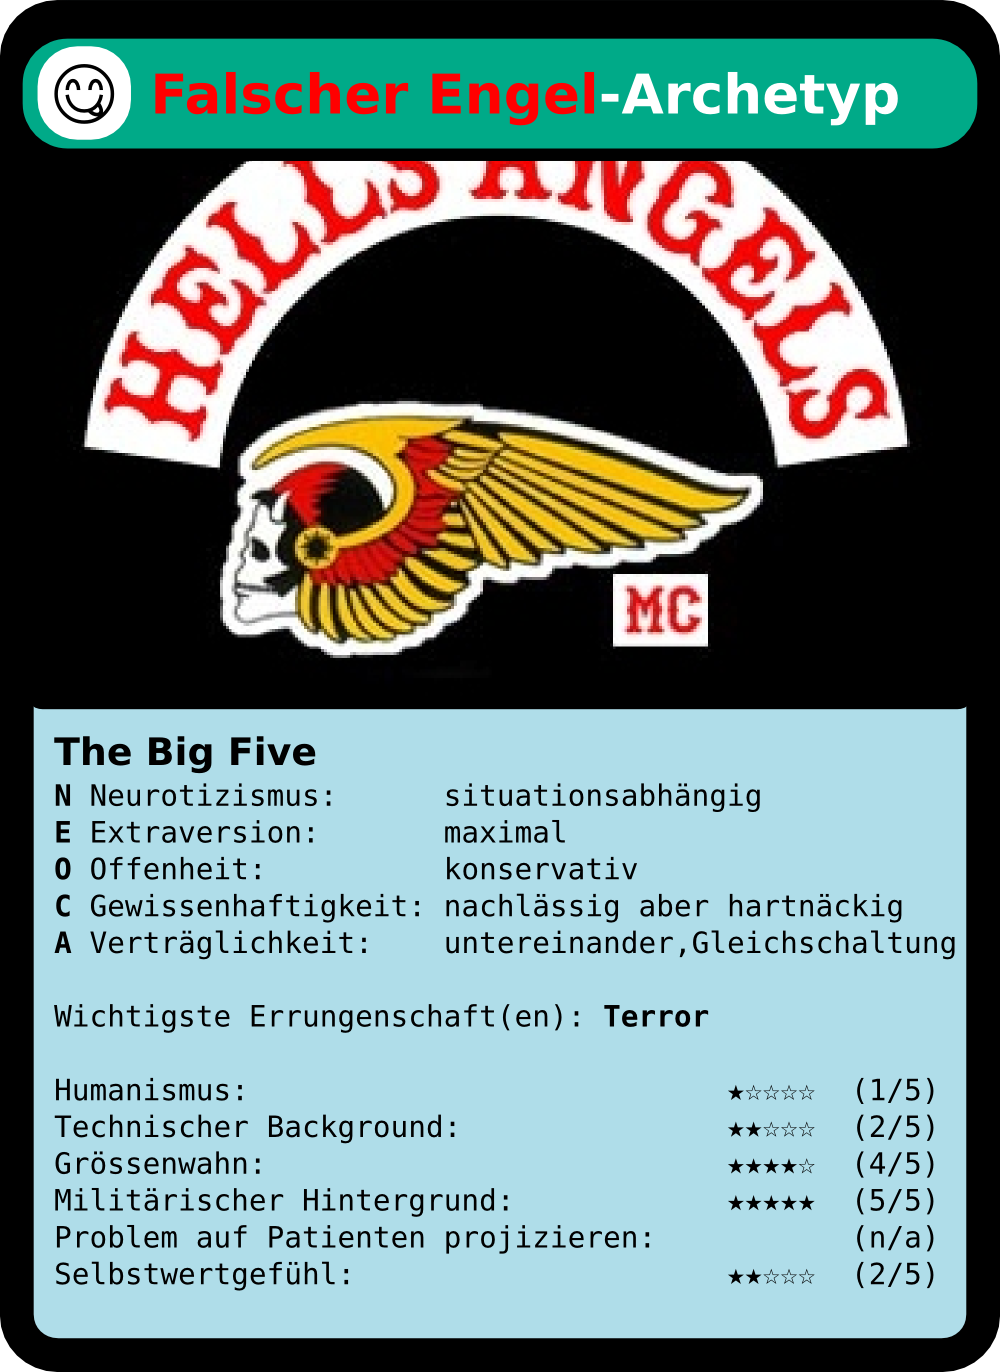 Falscher Engel-Archetyp
HELLS ANGELS
MC
The Big Five
N Neurotizismus: situationsabhängig
E Extraversion: maximal
O Offenheit: konservativ
C Gewissenhaftigkeit: nachlässig aber hartnäckig
A Verträglichkeit: untereinander,Gleichschaltung
Wichtigste Errungenschaft(en): Terror
Humanismus: ★☆☆☆☆ (1/5)
Technischer Background: ★★☆☆☆ (2/5)
Grössenwahn: ★★★★☆ (4/5)
Militärischer Hintergrund: ★★★★★ (5/5)
Problem auf Patienten projizieren: (n/a)
Selbstwertgefühl: ★★☆☆☆ (2/5)